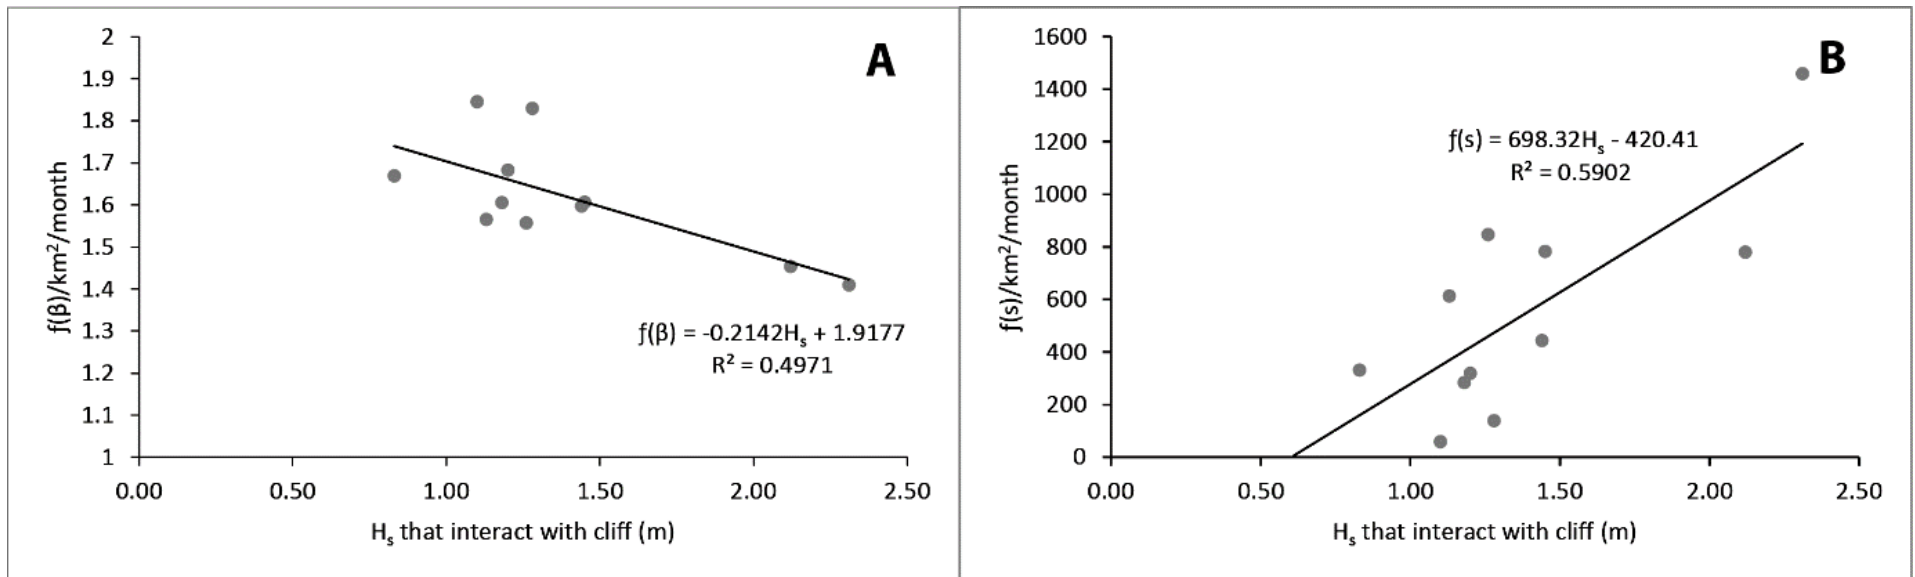 A
2
1.9
1.8
1.7
1.6
1.5
1.4
1.3
1.2
1.1
1
ƒ(β)/km²/month
ƒ(β) = -0.2142Hₛ + 1.9177
R² = 0.4971
0.00 0.50 1.00 1.50 2.00 2.50
Hₛ that interact with cliff (m)
B
1600
1400
1200
1000
800
600
400
200
0
ƒ(s)/km²/month
ƒ(s) = 698.32Hₛ - 420.41
R² = 0.5902
0.00 0.50 1.00 1.50 2.00 2.50
Hₛ that interact with cliff (m)